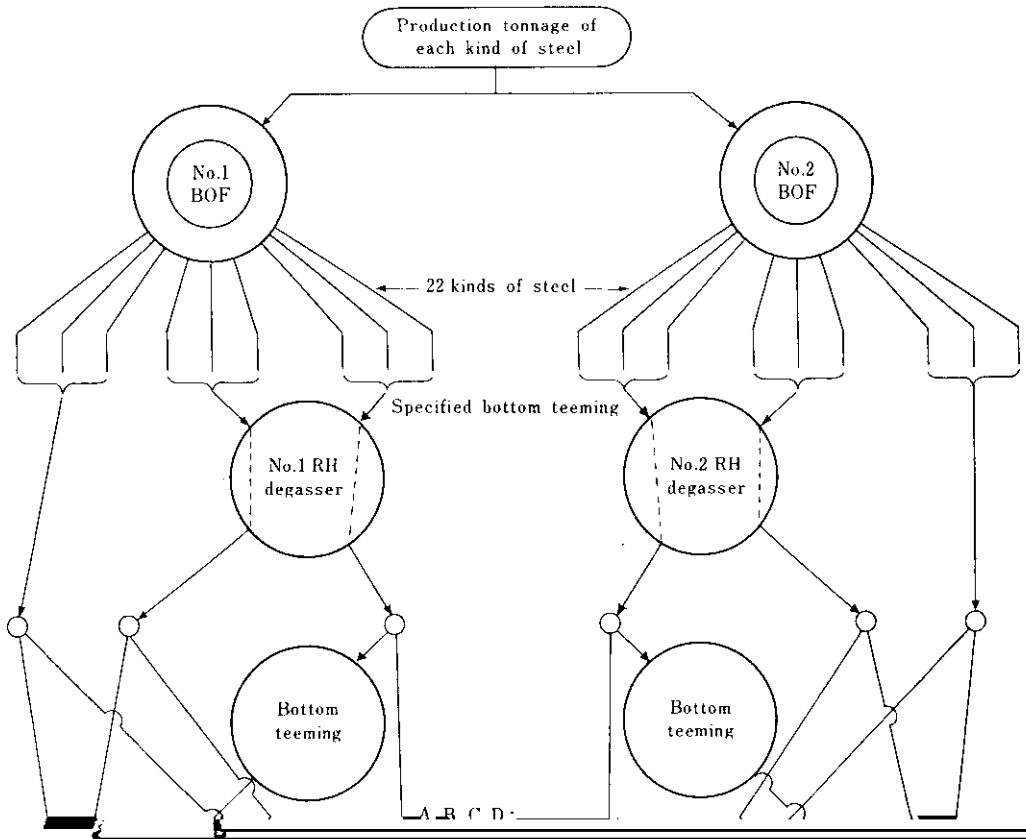 Production tonnage of
each kind of steel
No.1
BOF
No.2
BOF
22 kinds of steel
Specified bottom teeming
No.1 RH
degasser
No.2 RH
degasser
Bottom
teeming
Bottom
teeming
A B C D